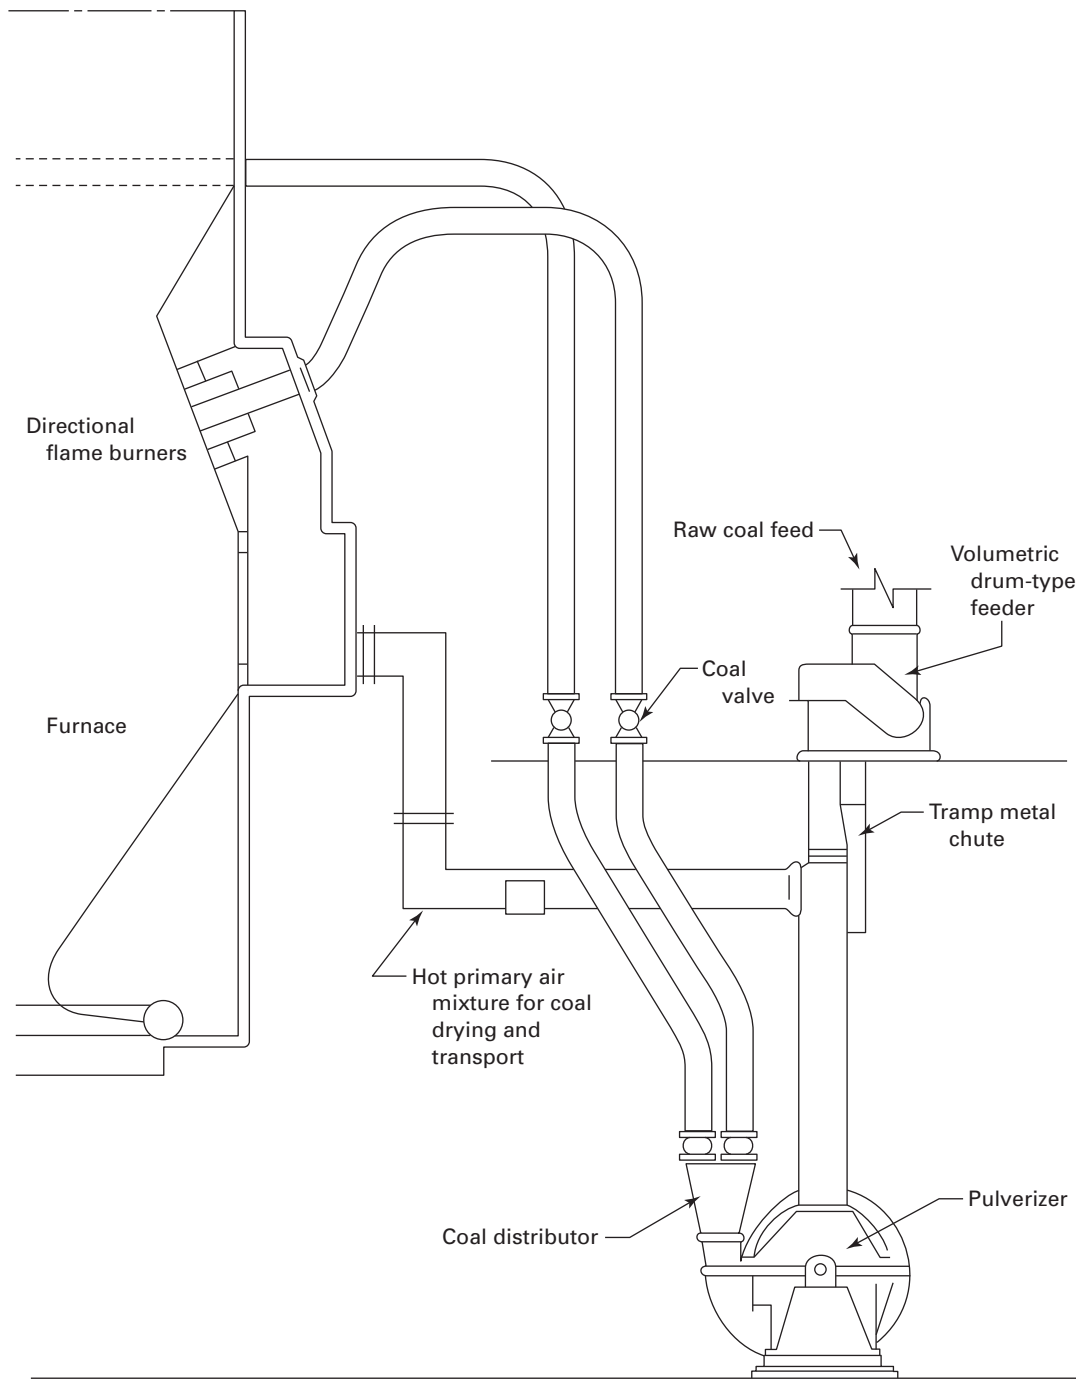 Directional
flame burners
Raw coal feed
Volumetric
drum-type
feeder
Coal
valve
Furnace
Tramp metal
chute
Hot primary air
mixture for coal
drying and
transport
Pulverizer
Coal distributor